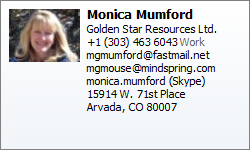 Monica Mumford
Golden Star Resources Ltd.
+1 (303) 463 6043 Work
mgmumford@fastmail.net
mgmouse@mindspring.com
monica.mumford (Skype)
15914 W. 71st Place
Arvada, CO 80007